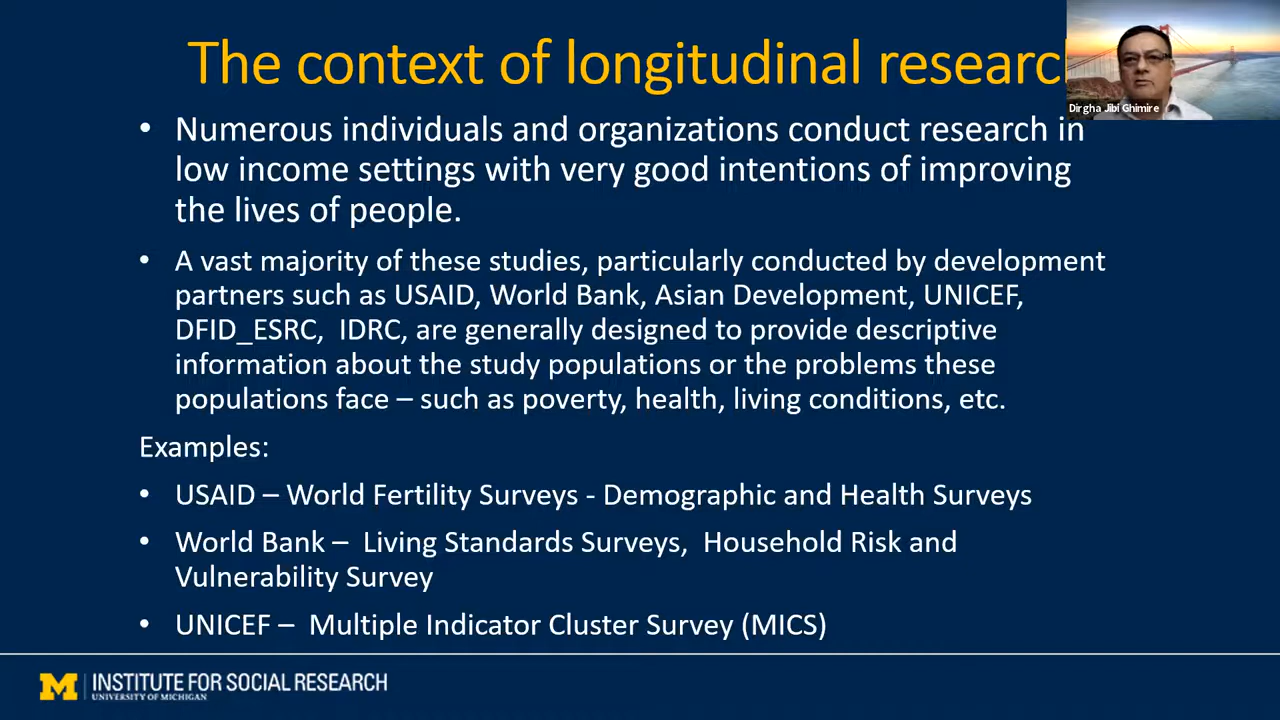 The context of longitudinal researc
Dirgha Jibi Ghimire
• Numerous individuals and organizations conduct research in
low income settings with very good intentions of improving
the lives of people.
• A vast majority of these studies, particularly conducted by development
partners such as USAID, World Bank, Asian Development, UNICEF,
DFID_ESRC, IDRC, are generally designed to provide descriptive
information about the study populations or the problems these
populations face – such as poverty, health, living conditions, etc.
Examples:
• USAID – World Fertility Surveys - Demographic and Health Surveys
• World Bank – Living Standards Surveys, Household Risk and
Vulnerability Survey
• UNICEF – Multiple Indicator Cluster Survey (MICS)
M INSTITUTE FOR SOCIAL RESEARCH
UNIVERSITY OF MICHIGAN